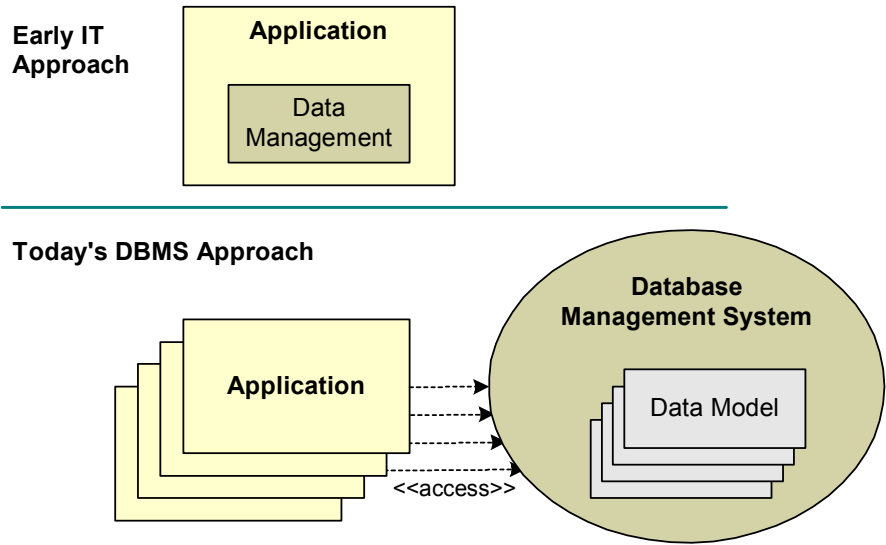 Early IT
Approach
Application
Data
Management
Today's DBMS Approach
Database
Management System
Application
Data Model
<<access>>